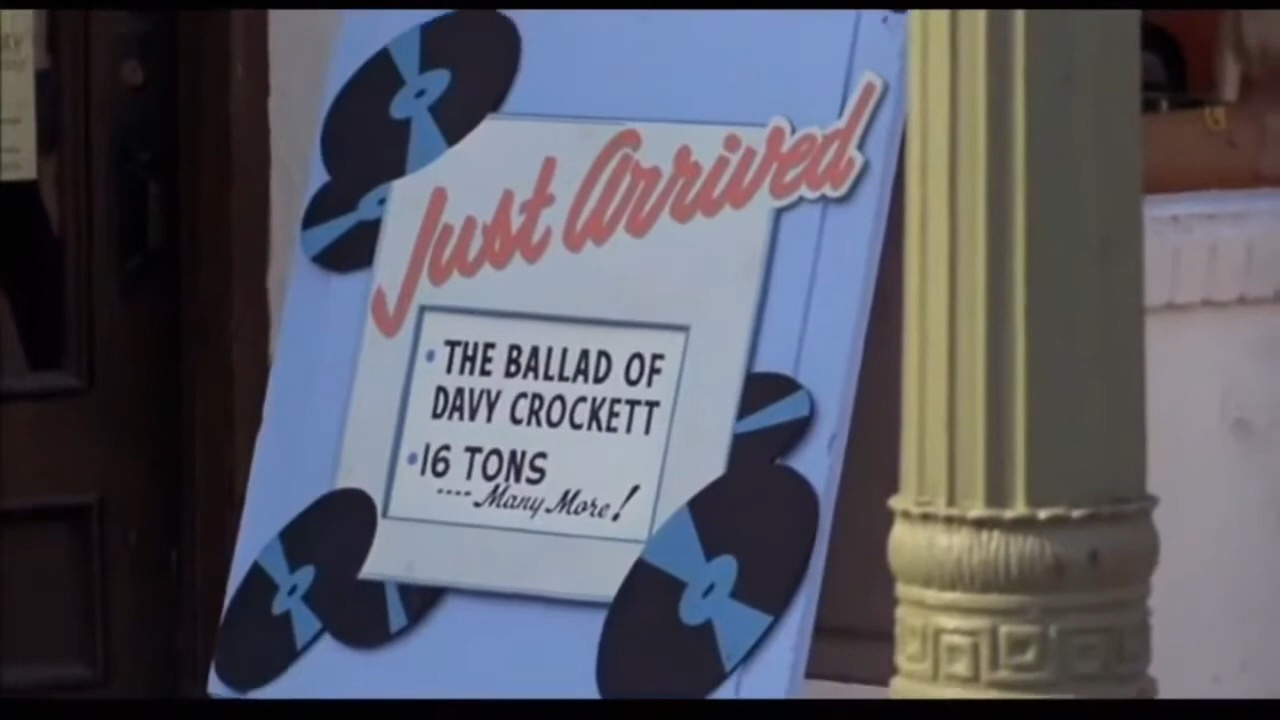 Just Arrived
• THE BALLAD OF
DAVY CROCKETT
• 16 TONS
---- Many More!